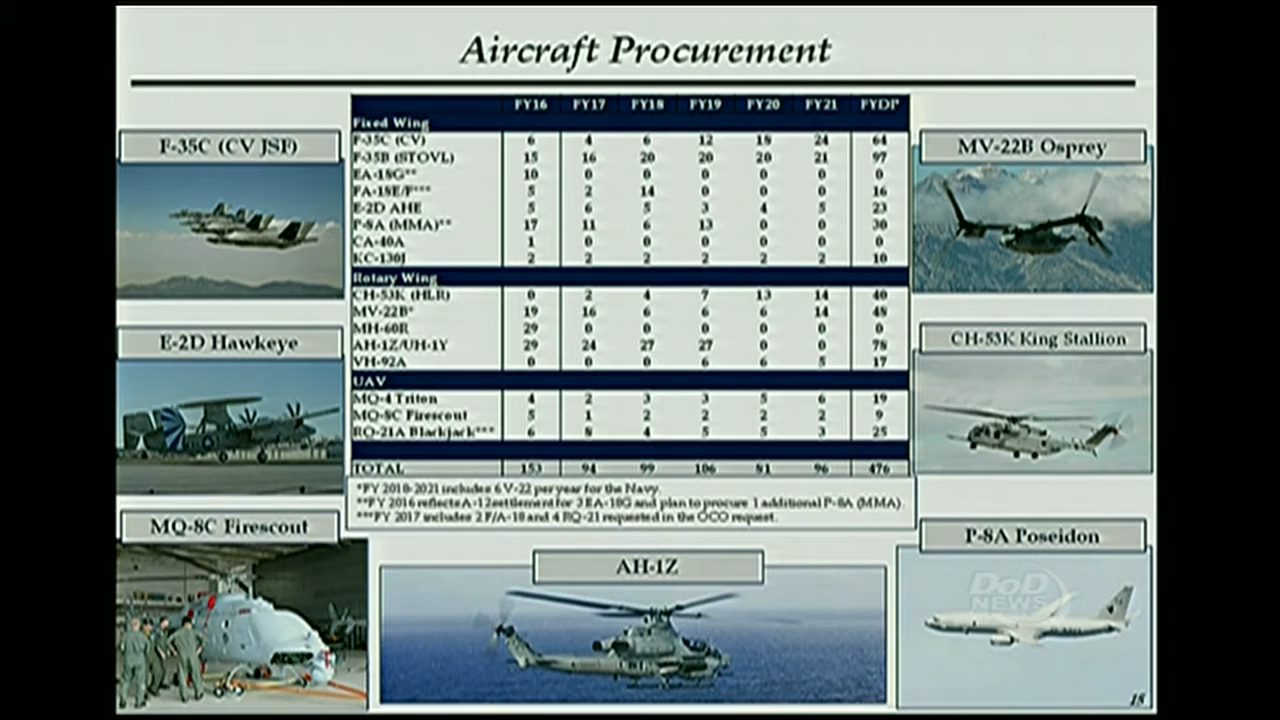 Aircraft Procurement
FY16 FY17 FY18 FY19 FY20 FY21 FYDP
Fixed Wing
F-35C (CV) 6 4 6 12 18 24 64
F-35B (STOVL) 15 16 20 20 20 21 97
EA-18G** 10 0 0 0 0 0 0
FA-18E/F*** 5 2 14 0 0 0 16
E-2D AHE 5 6 5 3 4 5 23
P-8A (MMA)** 17 11 6 13 0 0 30
CA-40A 1 0 0 0 0 0 0
KC-130J 2 2 2 2 2 2 10
Rotary Wing
CH-53K (HLR) 0 2 4 7 13 14 40
MV-22B* 19 16 6 6 6 14 48
MH-60R 29 0 0 0 0 0 0
AH-1Z/UH-1Y 29 24 27 27 0 0 78
VH-92A 0 0 0 6 6 5 17
UAV
MQ-4 Triton 4 2 3 3 5 6 19
MQ-8C Firescout 5 1 2 2 2 2 9
RQ-21A Blackjack*** 6 8 4 5 5 3 25
TOTAL 153 94 99 106 81 96 476
*FY 2018-2021 includes 6 V-22 per year for the Navy.
**FY 2016 reflects A-12 settlement for 3 EA-18G and plan to procure 1 additional P-8A (MMA).
***FY 2017 includes 2 F/A-18 and 4 RQ-21 requested in the OCO request.
F-35C (CV JSF)
E-2D Hawkeye
MQ-8C Firescout
AH-1Z
MV-22B Osprey
CH-53K King Stallion
P-8A Poseidon
DoD
NEWS
18